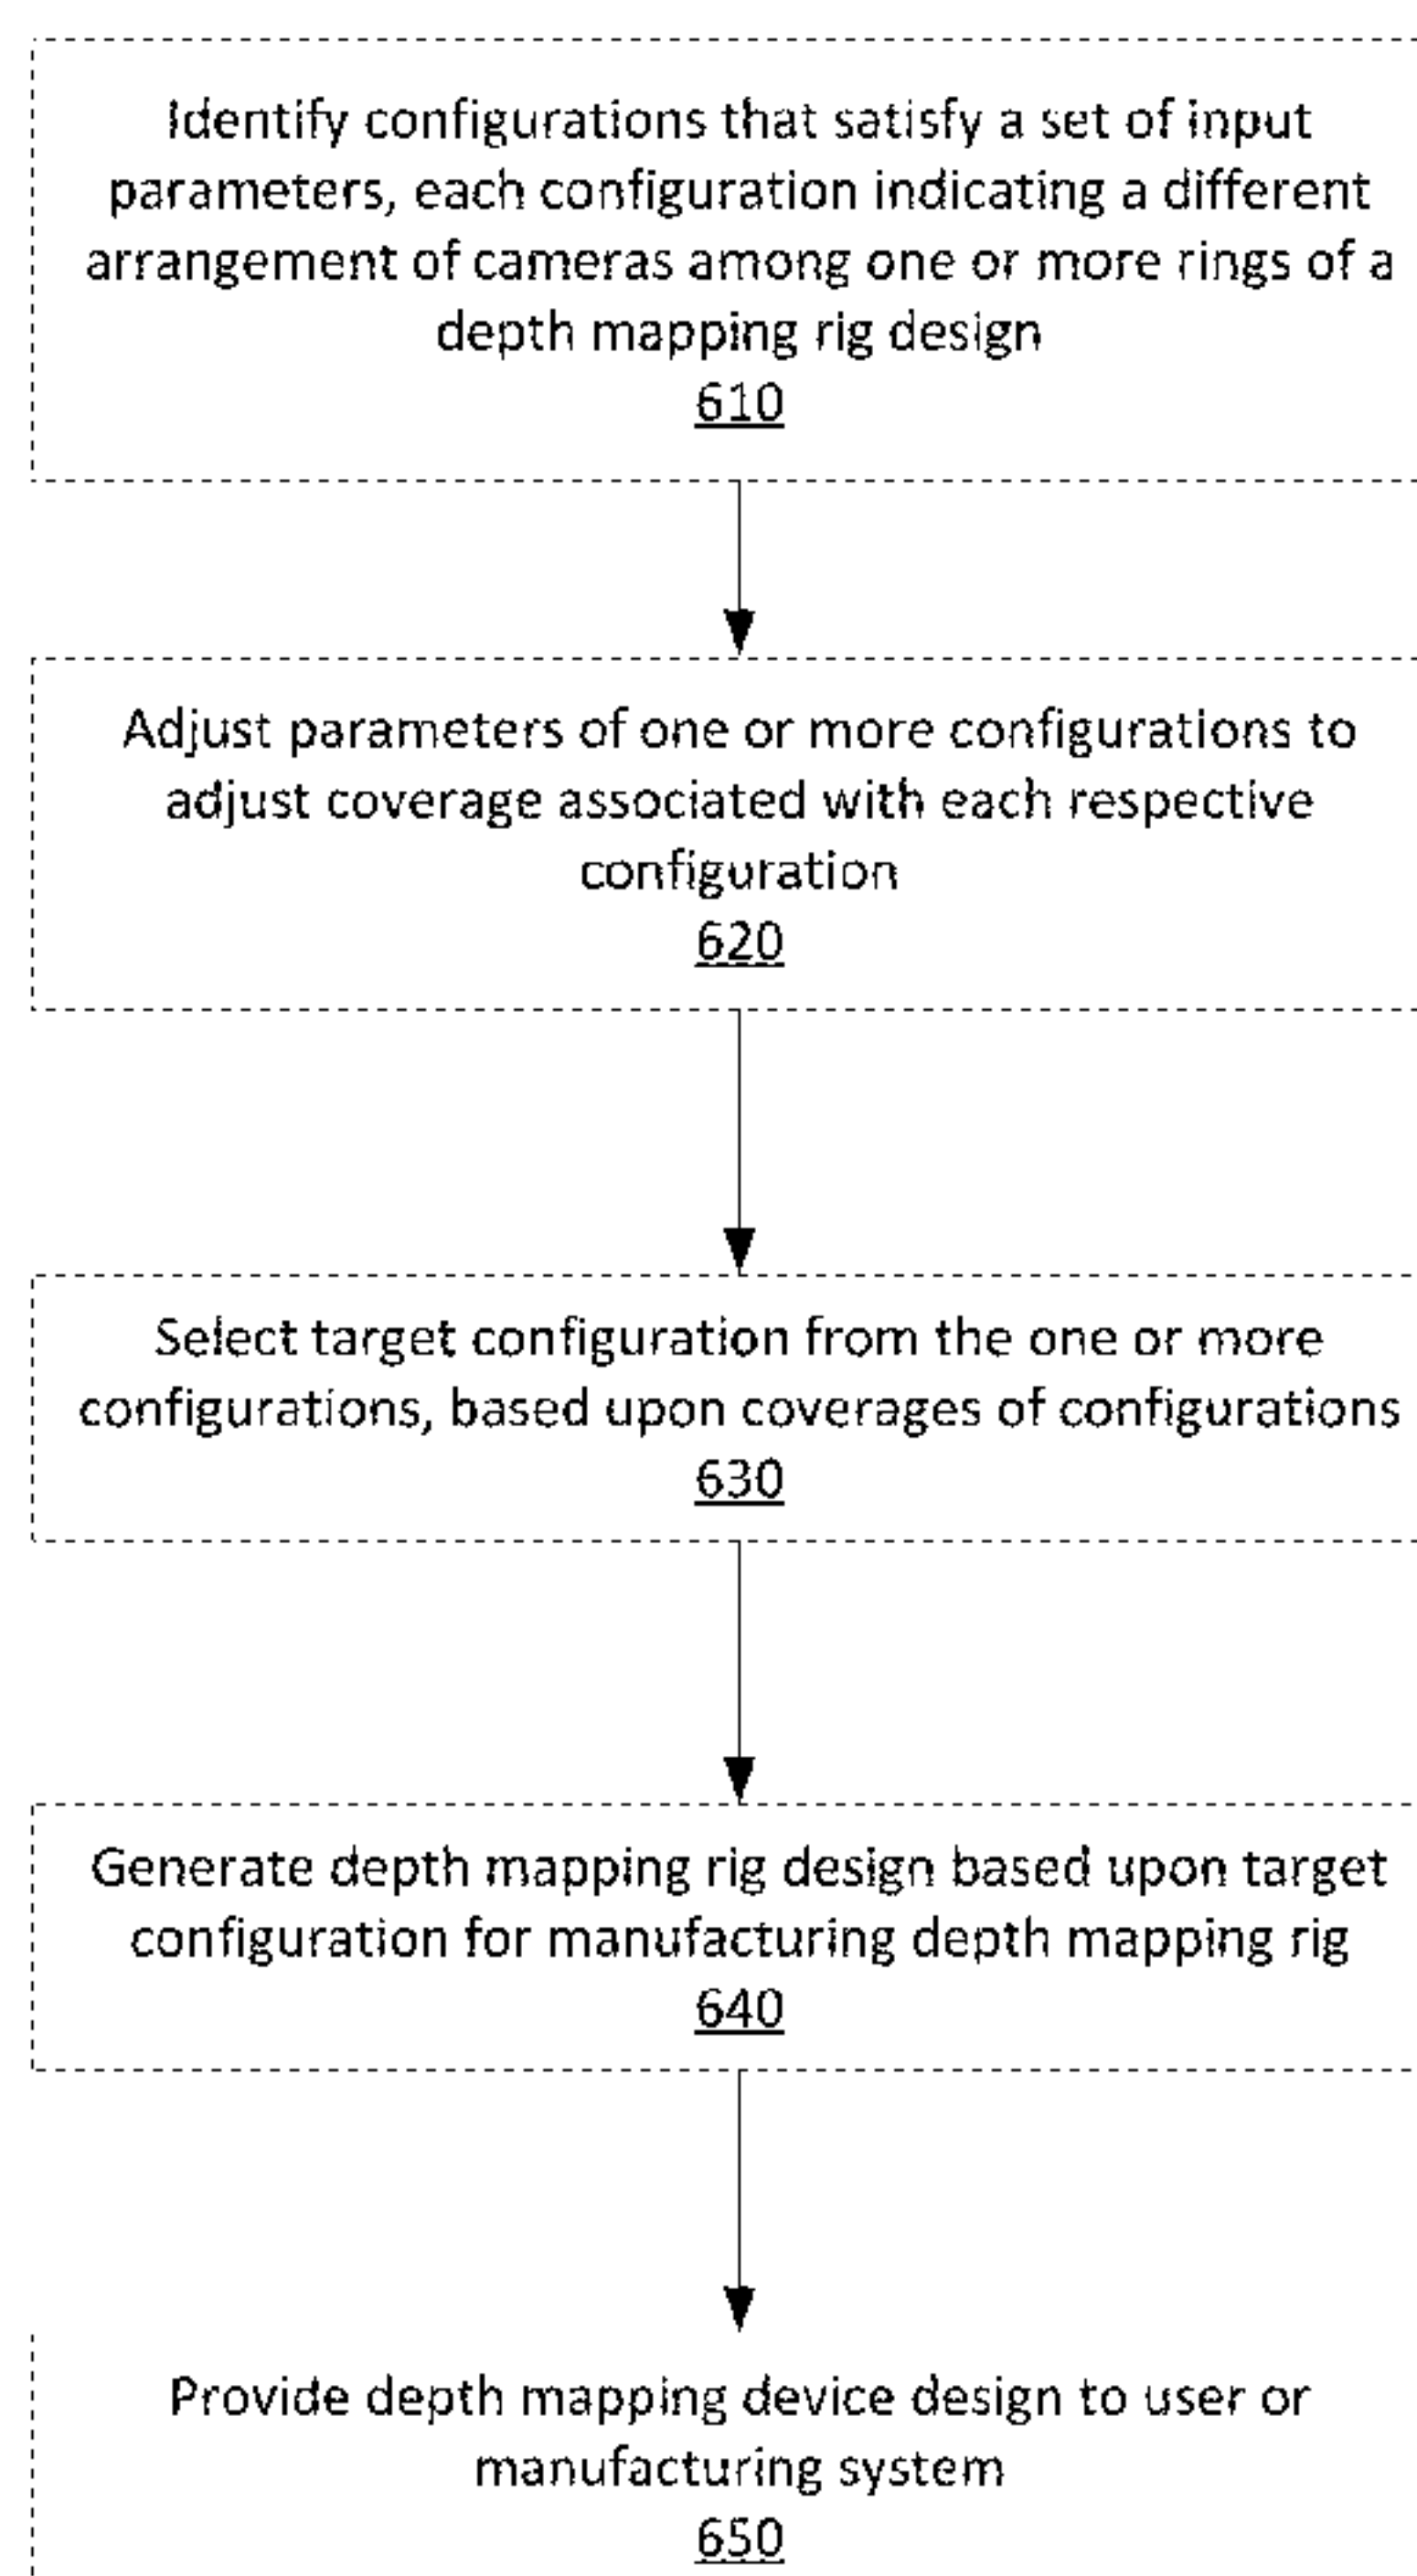 Identify configurations that satisfy a set of input
parameters, each configuration indicating a different
arrangement of cameras among one or more rings of a
depth mapping rig design
610
Adjust parameters of one or more configurations to
adjust coverage associated with each respective
configuration
620
Select target configuration from the one or more
configurations, based upon coverages of configurations
630
Generate depth mapping rig design based upon target
configuration for manufacturing depth mapping rig
640
Provide depth mapping device design to user or
manufacturing system
650